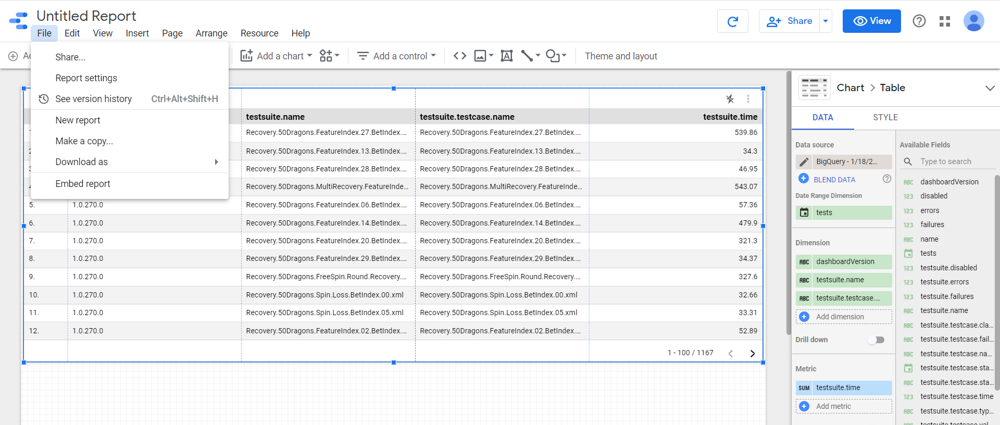 Untitled Report
File Edit View Insert Page Arrange Resource Help
Share View
Add a chart Add a control Theme and layout
Share...
Report settings
See version history Ctrl+Alt+Shift+H
New report
Make a copy...
Download as
Embed report
testsuite.name testsuite.testcase.name testsuite.time
Recovery.50Dragons.FeatureIndex.27.BetIndex.... Recovery.50Dragons.FeatureIndex.27.BetIndex.... 539.86
Recovery.50Dragons.FeatureIndex.13.BetIndex.... Recovery.50Dragons.FeatureIndex.13.BetIndex.... 34.3
Recovery.50Dragons.FeatureIndex.28.BetIndex.... Recovery.50Dragons.FeatureIndex.28.BetIndex.... 46.95
Recovery.50Dragons.MultiRecovery.FeatureInde... Recovery.50Dragons.MultiRecovery.FeatureInde... 543.07
5. 1.0.270.0 Recovery.50Dragons.FeatureIndex.06.BetIndex.... Recovery.50Dragons.FeatureIndex.06.BetIndex.... 57.36
6. 1.0.270.0 Recovery.50Dragons.FeatureIndex.14.BetIndex.... Recovery.50Dragons.FeatureIndex.14.BetIndex.... 479.9
7. 1.0.270.0 Recovery.50Dragons.FeatureIndex.20.BetIndex.... Recovery.50Dragons.FeatureIndex.20.BetIndex.... 321.3
8. 1.0.270.0 Recovery.50Dragons.FeatureIndex.29.BetIndex.... Recovery.50Dragons.FeatureIndex.29.BetIndex.... 34.37
9. 1.0.270.0 Recovery.50Dragons.FreeSpin.Round.Recovery.... Recovery.50Dragons.FreeSpin.Round.Recovery.... 327.6
10. 1.0.270.0 Recovery.50Dragons.Spin.Loss.BetIndex.00.xml Recovery.50Dragons.Spin.Loss.BetIndex.00.xml 32.66
11. 1.0.270.0 Recovery.50Dragons.Spin.Loss.BetIndex.05.xml Recovery.50Dragons.Spin.Loss.BetIndex.05.xml 33.31
12. 1.0.270.0 Recovery.50Dragons.FeatureIndex.02.BetIndex.... Recovery.50Dragons.FeatureIndex.02.BetIndex.... 52.89
1 - 100 / 1167
Chart > Table
DATA STYLE
Data source
BigQuery - 1/18/2...
BLEND DATA
Date Range Dimension
tests
Dimension
ABC dashboardVersion
ABC testsuite.name
ABC testsuite.testcase....
Add dimension
Drill down
Metric
SUM testsuite.time
Add metric
Available Fields
Type to search
ABC dashboardVersion
123 disabled
123 errors
123 failures
ABC name
tests
123 testsuite.disabled
123 testsuite.errors
123 testsuite.failures
ABC testsuite.name
ABC testsuite.testcase.cla...
ABC testsuite.testcase.fail...
ABC testsuite.testcase.na...
testsuite.testcase.sta...
ABC testsuite.testcase.sta...
123 testsuite.testcase.time
ABC testsuite.testcase.typ...